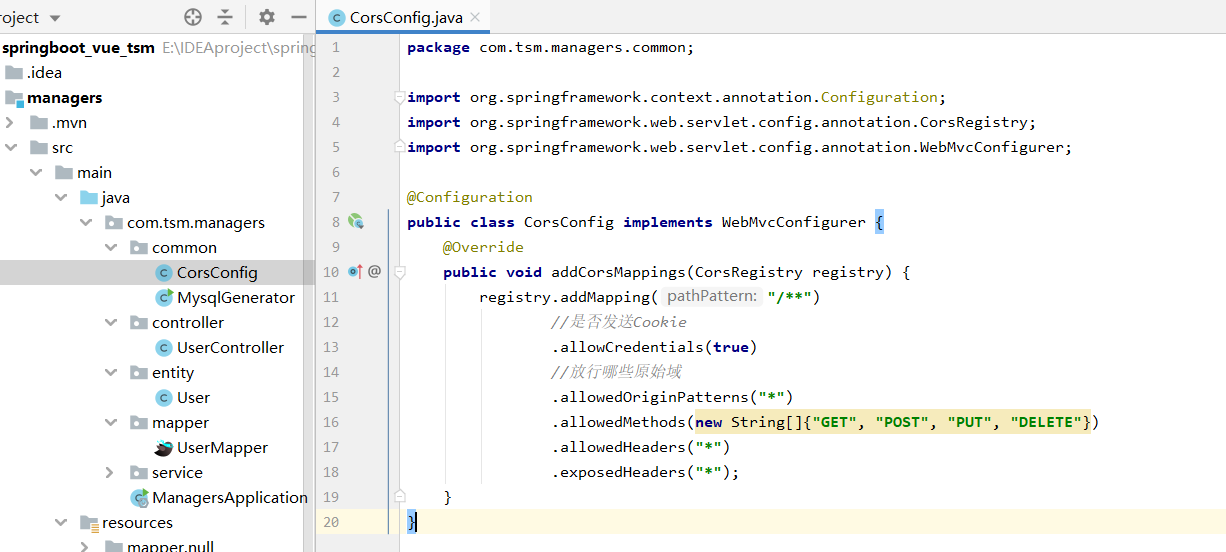 roject
springboot_vue_tsm E:\IDEAproject\spring
.idea
managers
.mvn
src
main
java
com.tsm.managers
common
CorsConfig
MysqlGenerator
controller
UserController
entity
User
mapper
UserMapper
service
ManagersApplication
resources
mapper.null
CorsConfig.java
1 package com.tsm.managers.common;
2
3 import org.springframework.context.annotation.Configuration;
4 import org.springframework.web.servlet.config.annotation.CorsRegistry;
5 import org.springframework.web.servlet.config.annotation.WebMvcConfigurer;
6
7 @Configuration
8 public class CorsConfig implements WebMvcConfigurer {
9 @Override
10 @ public void addCorsMappings(CorsRegistry registry) {
11 registry.addMapping( pathPattern: "/**")
12 //是否发送Cookie
13 .allowCredentials(true)
14 //放行哪些原始域
15 .allowedOriginPatterns("*")
16 .allowedMethods(new String[]{"GET", "POST", "PUT", "DELETE"})
17 .allowedHeaders("*")
18 .exposedHeaders("*");
19 }
20 }